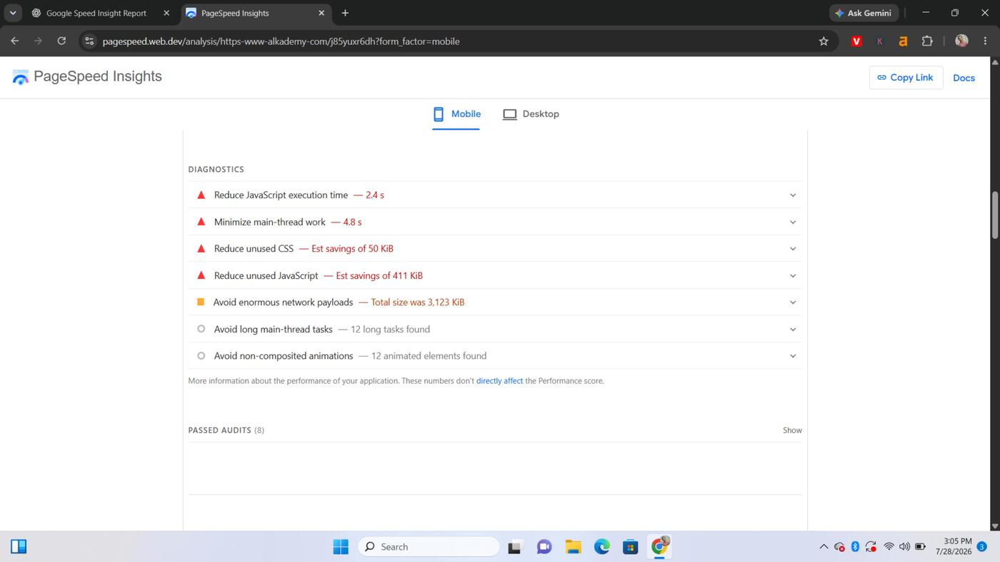 Google Speed Insight Report
PageSpeed Insights
Ask Gemini
pagespeed.web.dev/analysis/https-www-alkademy-com/j85yuxr6dh?form_factor=mobile
V
K
a
PageSpeed Insights
Copy Link
Docs
Mobile
Desktop
DIAGNOSTICS
Reduce JavaScript execution time — 2.4 s
Minimize main-thread work — 4.8 s
Reduce unused CSS — Est savings of 50 KiB
Reduce unused JavaScript — Est savings of 411 KiB
Avoid enormous network payloads — Total size was 3,123 KiB
Avoid long main-thread tasks — 12 long tasks found
Avoid non-composited animations — 12 animated elements found
More information about the performance of your application. These numbers don't directly affect the Performance score.
PASSED AUDITS (8)
Show
Search
3:05 PM
7/28/2026
3